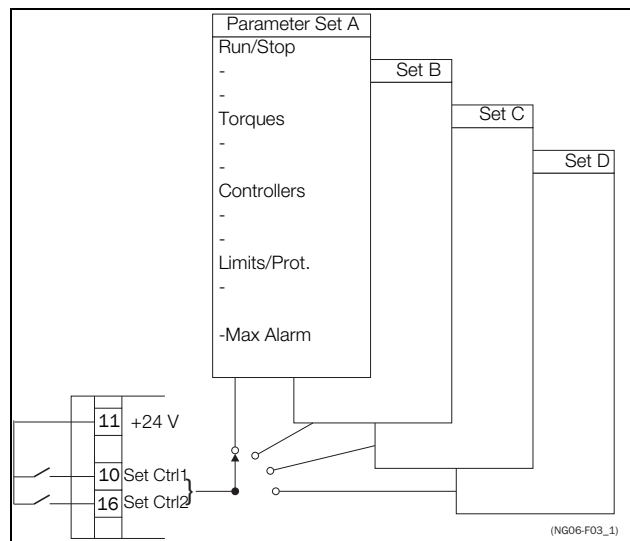 Parameter Set A
Run/Stop
-
-
Torques
-
-
Controllers
-
-
Limits/Prot.
-
-Max Alarm
Set B
Set C
Set D
11 +24 V
10 Set Ctrl1
16 Set Ctrl2
(NG06-F03_1)